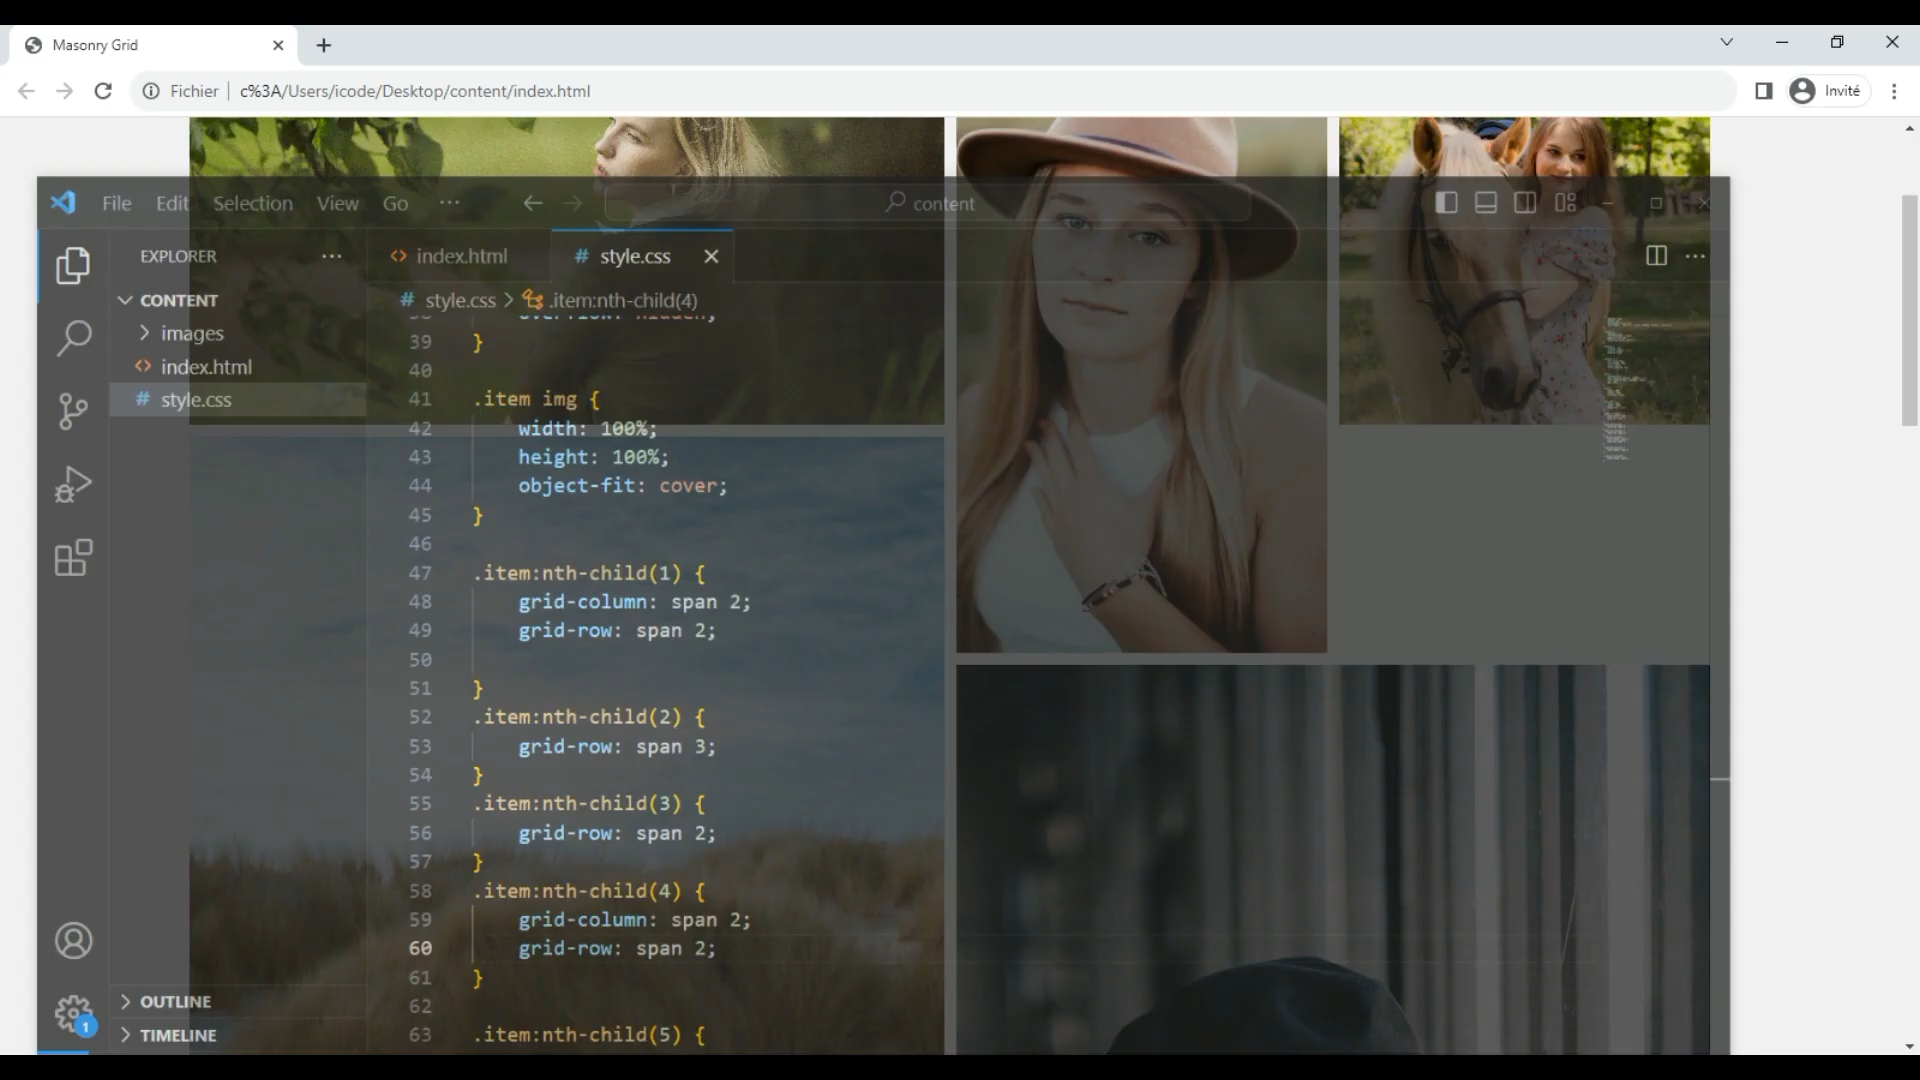 Masonry Grid
Fichier
c%3A/Users/icode/Desktop/content/index.html
Invité
File Edit Selection View Go ···
content
EXPLORER ···
index.html
# style.css
# style.css > .item:nth-child(4)
CONTENT
images
index.html
# style.css
OUTLINE
TIMELINE
1
38 overflow: hidden;
39 }
40
41 .item img {
42 width: 100%;
43 height: 100%;
44 object-fit: cover;
45 }
46
47 .item:nth-child(1) {
48 grid-column: span 2;
49 grid-row: span 2;
50
51 }
52 .item:nth-child(2) {
53 grid-row: span 3;
54 }
55 .item:nth-child(3) {
56 grid-row: span 2;
57 }
58 .item:nth-child(4) {
59 grid-column: span 2;
60 grid-row: span 2;
61 }
62
63 .item:nth-child(5) {